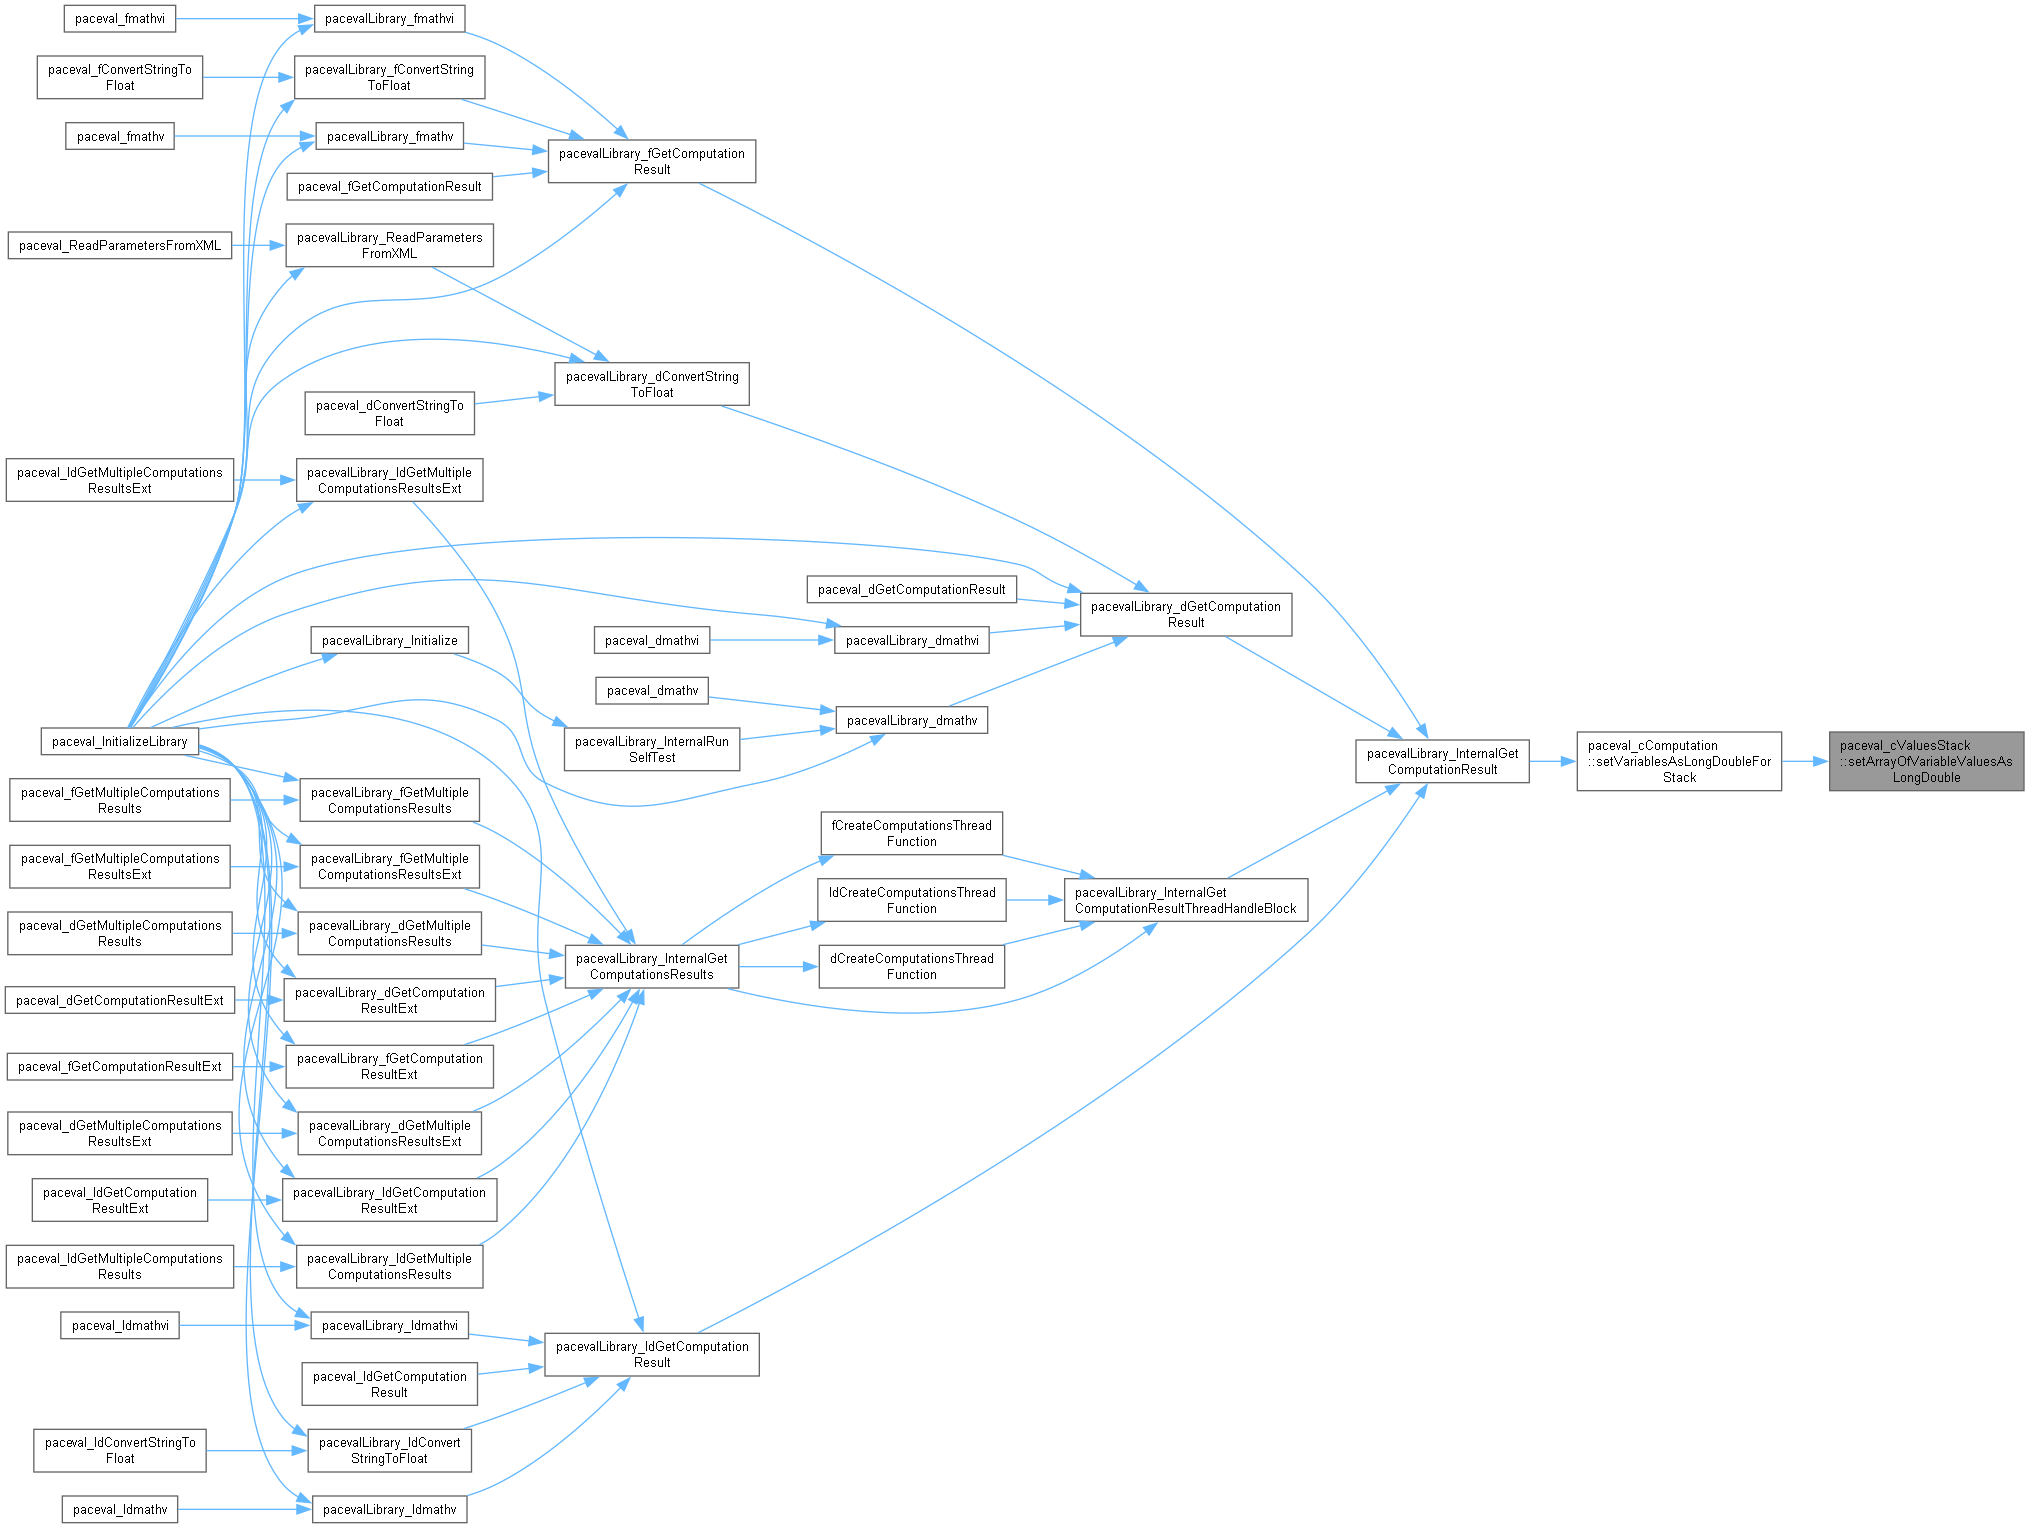 paceval_fmathvi
pacevalLibrary_fmathvi
paceval_fConvertStringTo
Float
pacevalLibrary_fConvertString
ToFloat
paceval_fmathv
pacevalLibrary_fmathv
pacevalLibrary_fGetComputation
Result
paceval_fGetComputationResult
paceval_ReadParametersFromXML
pacevalLibrary_ReadParameters
FromXML
pacevalLibrary_dConvertString
ToFloat
paceval_dConvertStringTo
Float
paceval_ldGetMultipleComputations
ResultsExt
pacevalLibrary_ldGetMultiple
ComputationsResultsExt
paceval_dGetComputationResult
pacevalLibrary_dGetComputation
Result
pacevalLibrary_Initialize
paceval_dmathvi
pacevalLibrary_dmathvi
paceval_dmathv
pacevalLibrary_dmathv
paceval_InitializeLibrary
pacevalLibrary_InternalRun
SelfTest
pacevalLibrary_InternalGet
ComputationResult
paceval_cComputation
::setVariablesAsLongDoubleFor
Stack
paceval_cValuesStack
::setArrayOfVariableValuesAs
LongDouble
paceval_fGetMultipleComputations
Results
pacevalLibrary_fGetMultiple
ComputationsResults
fCreateComputationsThread
Function
paceval_fGetMultipleComputations
ResultsExt
pacevalLibrary_fGetMultiple
ComputationsResultsExt
ldCreateComputationsThread
Function
pacevalLibrary_InternalGet
ComputationResultThreadHandleBlock
paceval_dGetMultipleComputations
Results
pacevalLibrary_dGetMultiple
ComputationsResults
pacevalLibrary_InternalGet
ComputationsResults
dCreateComputationsThread
Function
paceval_dGetComputationResultExt
pacevalLibrary_dGetComputation
ResultExt
paceval_fGetComputationResultExt
pacevalLibrary_fGetComputation
ResultExt
paceval_dGetMultipleComputations
ResultsExt
pacevalLibrary_dGetMultiple
ComputationsResultsExt
paceval_ldGetComputation
ResultExt
pacevalLibrary_ldGetComputation
ResultExt
paceval_ldGetMultipleComputations
Results
pacevalLibrary_ldGetMultiple
ComputationsResults
paceval_ldmathvi
pacevalLibrary_ldmathvi
pacevalLibrary_ldGetComputation
Result
paceval_ldGetComputation
Result
paceval_ldConvertStringTo
Float
pacevalLibrary_ldConvert
StringToFloat
paceval_ldmathv
pacevalLibrary_ldmathv